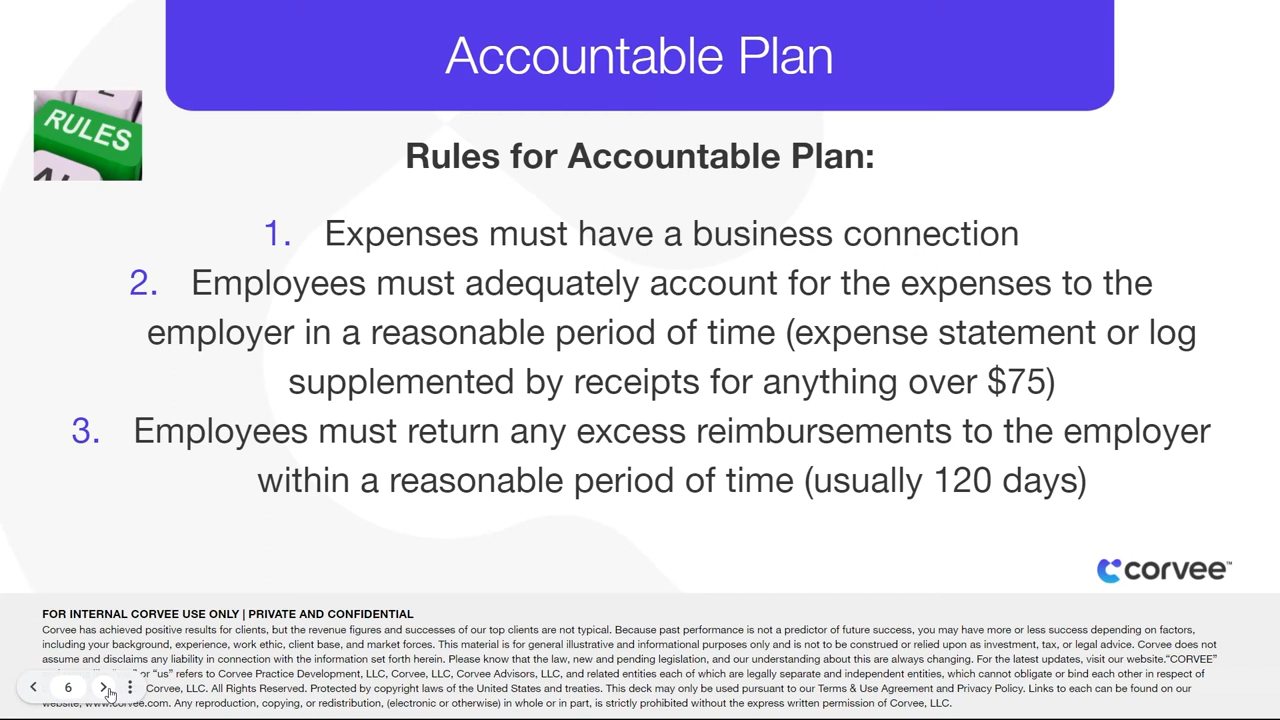 Accountable Plan
RULES
Rules for Accountable Plan:
1. Expenses must have a business connection
2. Employees must adequately account for the expenses to the
employer in a reasonable period of time (expense statement or log
supplemented by receipts for anything over $75)
3. Employees must return any excess reimbursements to the employer
within a reasonable period of time (usually 120 days)
corvee™
FOR INTERNAL CORVEE USE ONLY | PRIVATE AND CONFIDENTIAL
Corvee has achieved positive results for clients, but the revenue figures and successes of our top clients are not typical. Because past performance is not a predictor of future success, you may have more or less success depending on factors,
including your background, experience, work ethic, client base, and market forces. This material is for general illustrative and informational purposes only and is not to be construed or relied upon as investment, tax, or legal advice. Corvee does not
assume and disclaims any liability in connection with the information set forth herein. Please know that the law, new and pending legislation, and our understanding about this are always changing. For the latest updates, visit our website.“CORVEE”
or “us” refers to Corvee Practice Development, LLC, Corvee, LLC, Corvee Advisors, LLC, and related entities each of which are legally separate and independent entities, which cannot obligate or bind each other in respect of
6 Corvee, LLC. All Rights Reserved. Protected by copyright laws of the United States and treaties. This deck may only be used pursuant to our Terms & Use Agreement and Privacy Policy. Links to each can be found on our
website, www.corvee.com. Any reproduction, copying, or redistribution, (electronic or otherwise) in whole or in part, is strictly prohibited without the express written permission of Corvee, LLC.